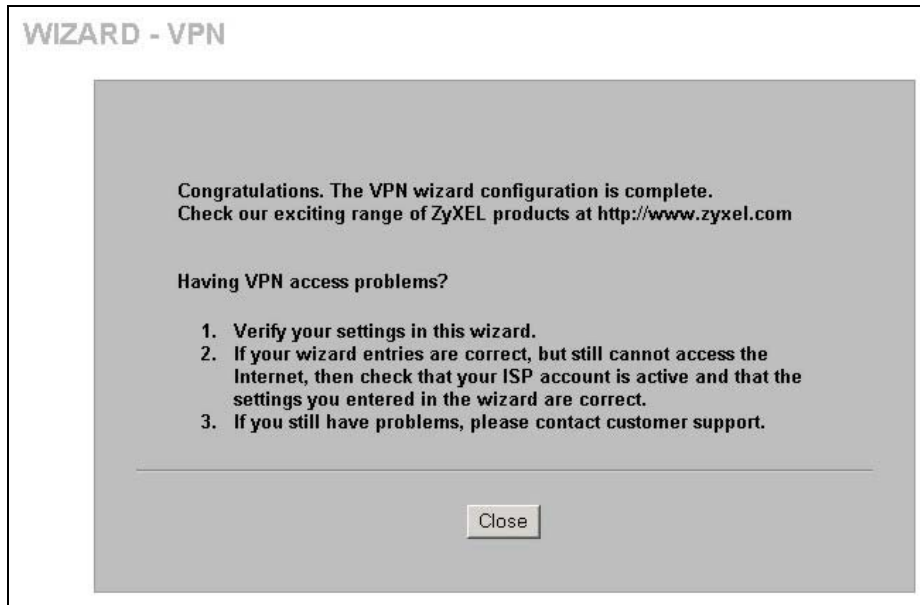 WIZARD - VPN
Congratulations. The VPN wizard configuration is complete.
Check our exciting range of ZyXEL products at http://www.zyxel.com
Having VPN access problems?
1. Verify your settings in this wizard.
2. If your wizard entries are correct, but still cannot access the
Internet, then check that your ISP account is active and that the
settings you entered in the wizard are correct.
3. If you still have problems, please contact customer support.
Close